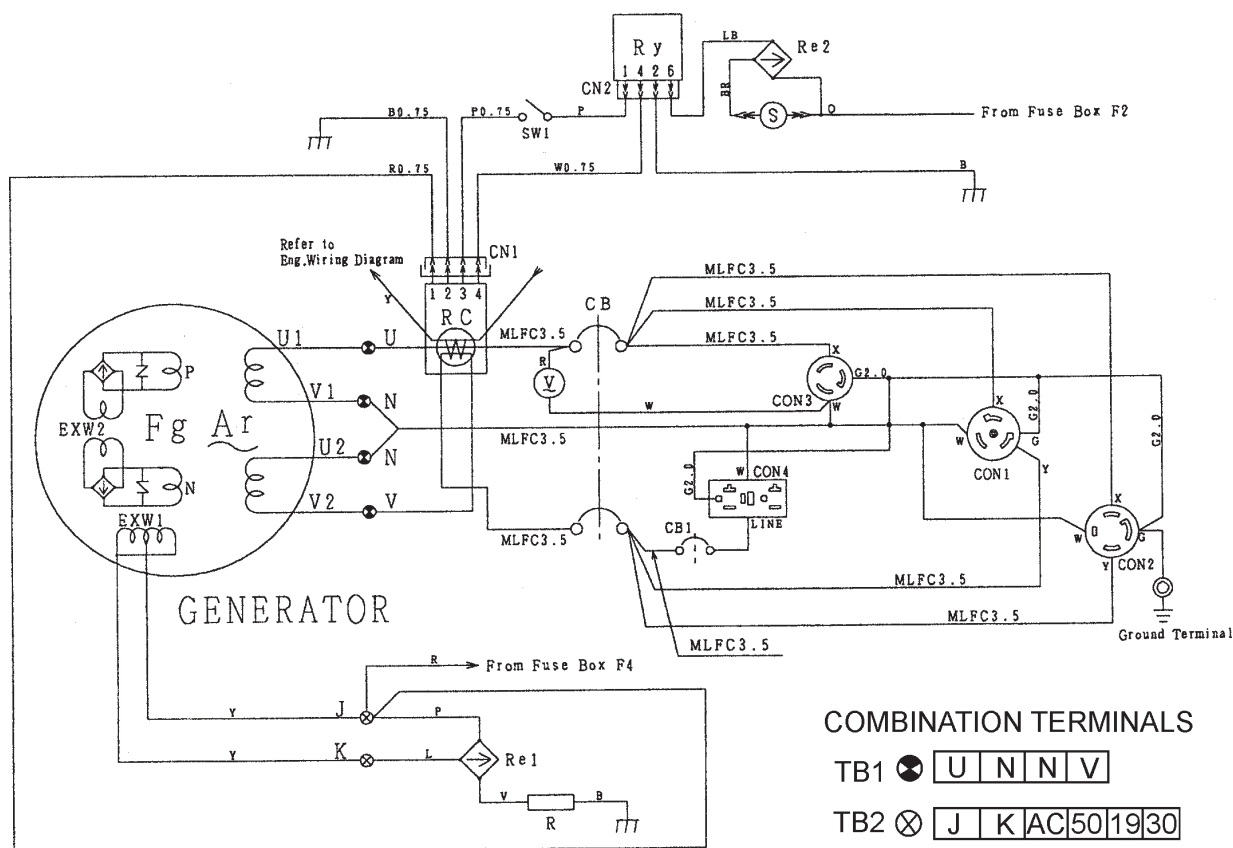 Ry
1 4 2 6
CN2
LB
BR
Re2
S
O
From Fuse Box F2
B0.75
P0.75
SW1
P
R0.75
W0.75
B
Refer to
Eng.Wiring Diagram
Y
CN1
1 2 3 4
RC
W
MLFC3.5
CB
MLFC3.5
MLFC3.5
MLFC3.5
U1
U
V1
N
U2
N
V2
V
P
EXW2
Fg
Ar
N
EXW1
GENERATOR
R
V
W
X
CON3
W
G2.0
MLFC3.5
X
W
G
CON1
Y
G2.0
G2.0
G2.0
W
CON4
LINE
CB1
MLFC3.5
X
W
G
Y
CON2
MLFC3.5
MLFC3.5
MLFC3.5
Ground Terminal
R
From Fuse Box F4
Y
J
P
Y
K
L
Re1
V
R
B
COMBINATION TERMINALS
TB1 U N N V
TB2 J K AC 50 19 30